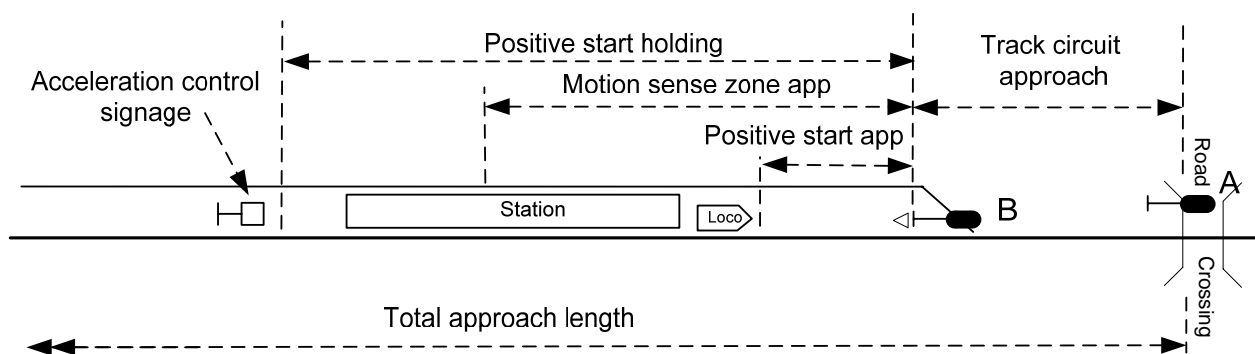 Positive start holding
Track circuit
approach
Acceleration control
signage
Motion sense zone app
Positive start app
Road
A
Station
Loco
B
Crossing
Total approach length